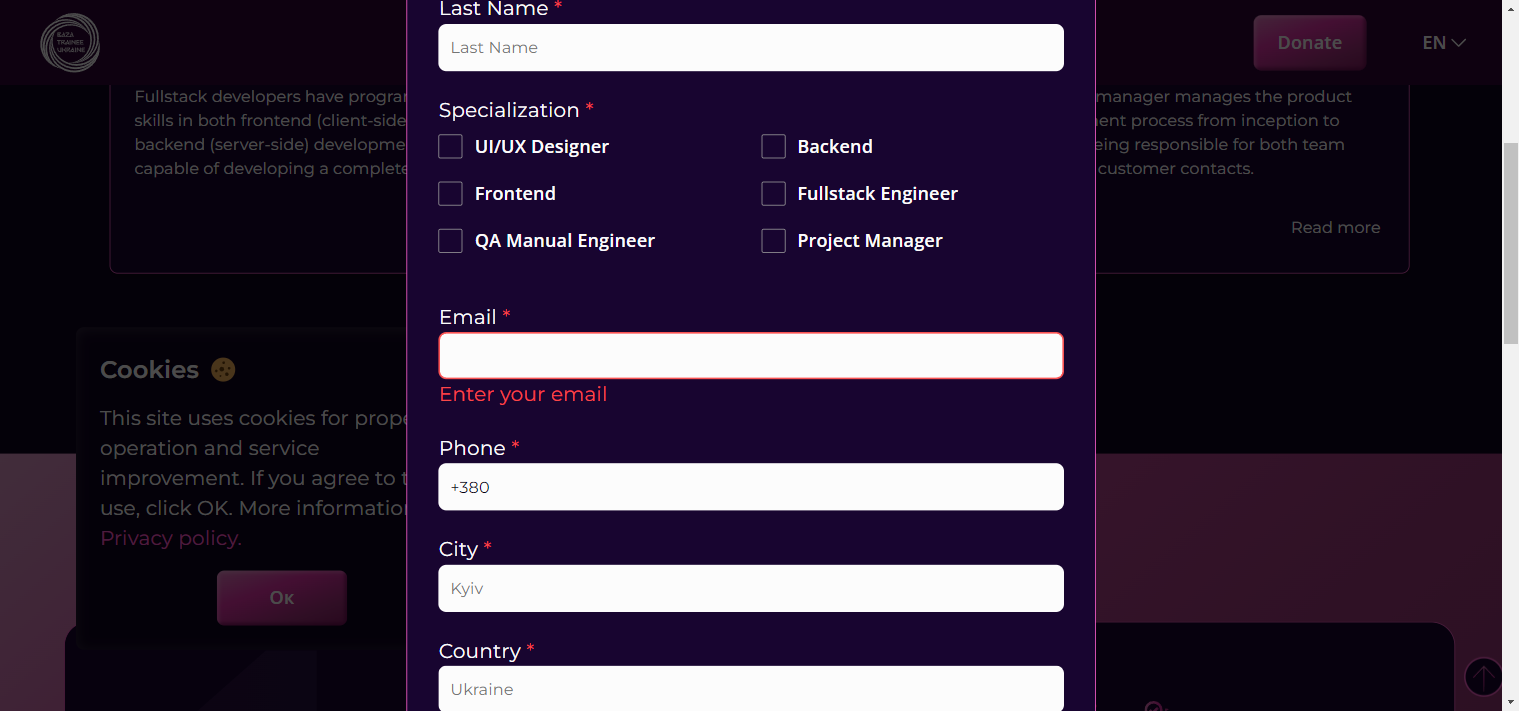 BAZA
TRAINEE
UKRAINE
Donate
EN
Fullstack developers have progra
skills in both frontend (client-side
backend (server-side) developme
capable of developing a complete
manager manages the product
ent process from inception to
eing responsible for both team
customer contacts.
Read more
Last Name *
Last Name
Specialization *
UI/UX Designer
Backend
Frontend
Fullstack Engineer
QA Manual Engineer
Project Manager
Email *
Enter your email
Phone *
+380
City *
Kyiv
Country *
Ukraine
Cookies
This site uses cookies for prope
operation and service
improvement. If you agree to t
use, click OK. More informatio
Privacy policy.
Ок